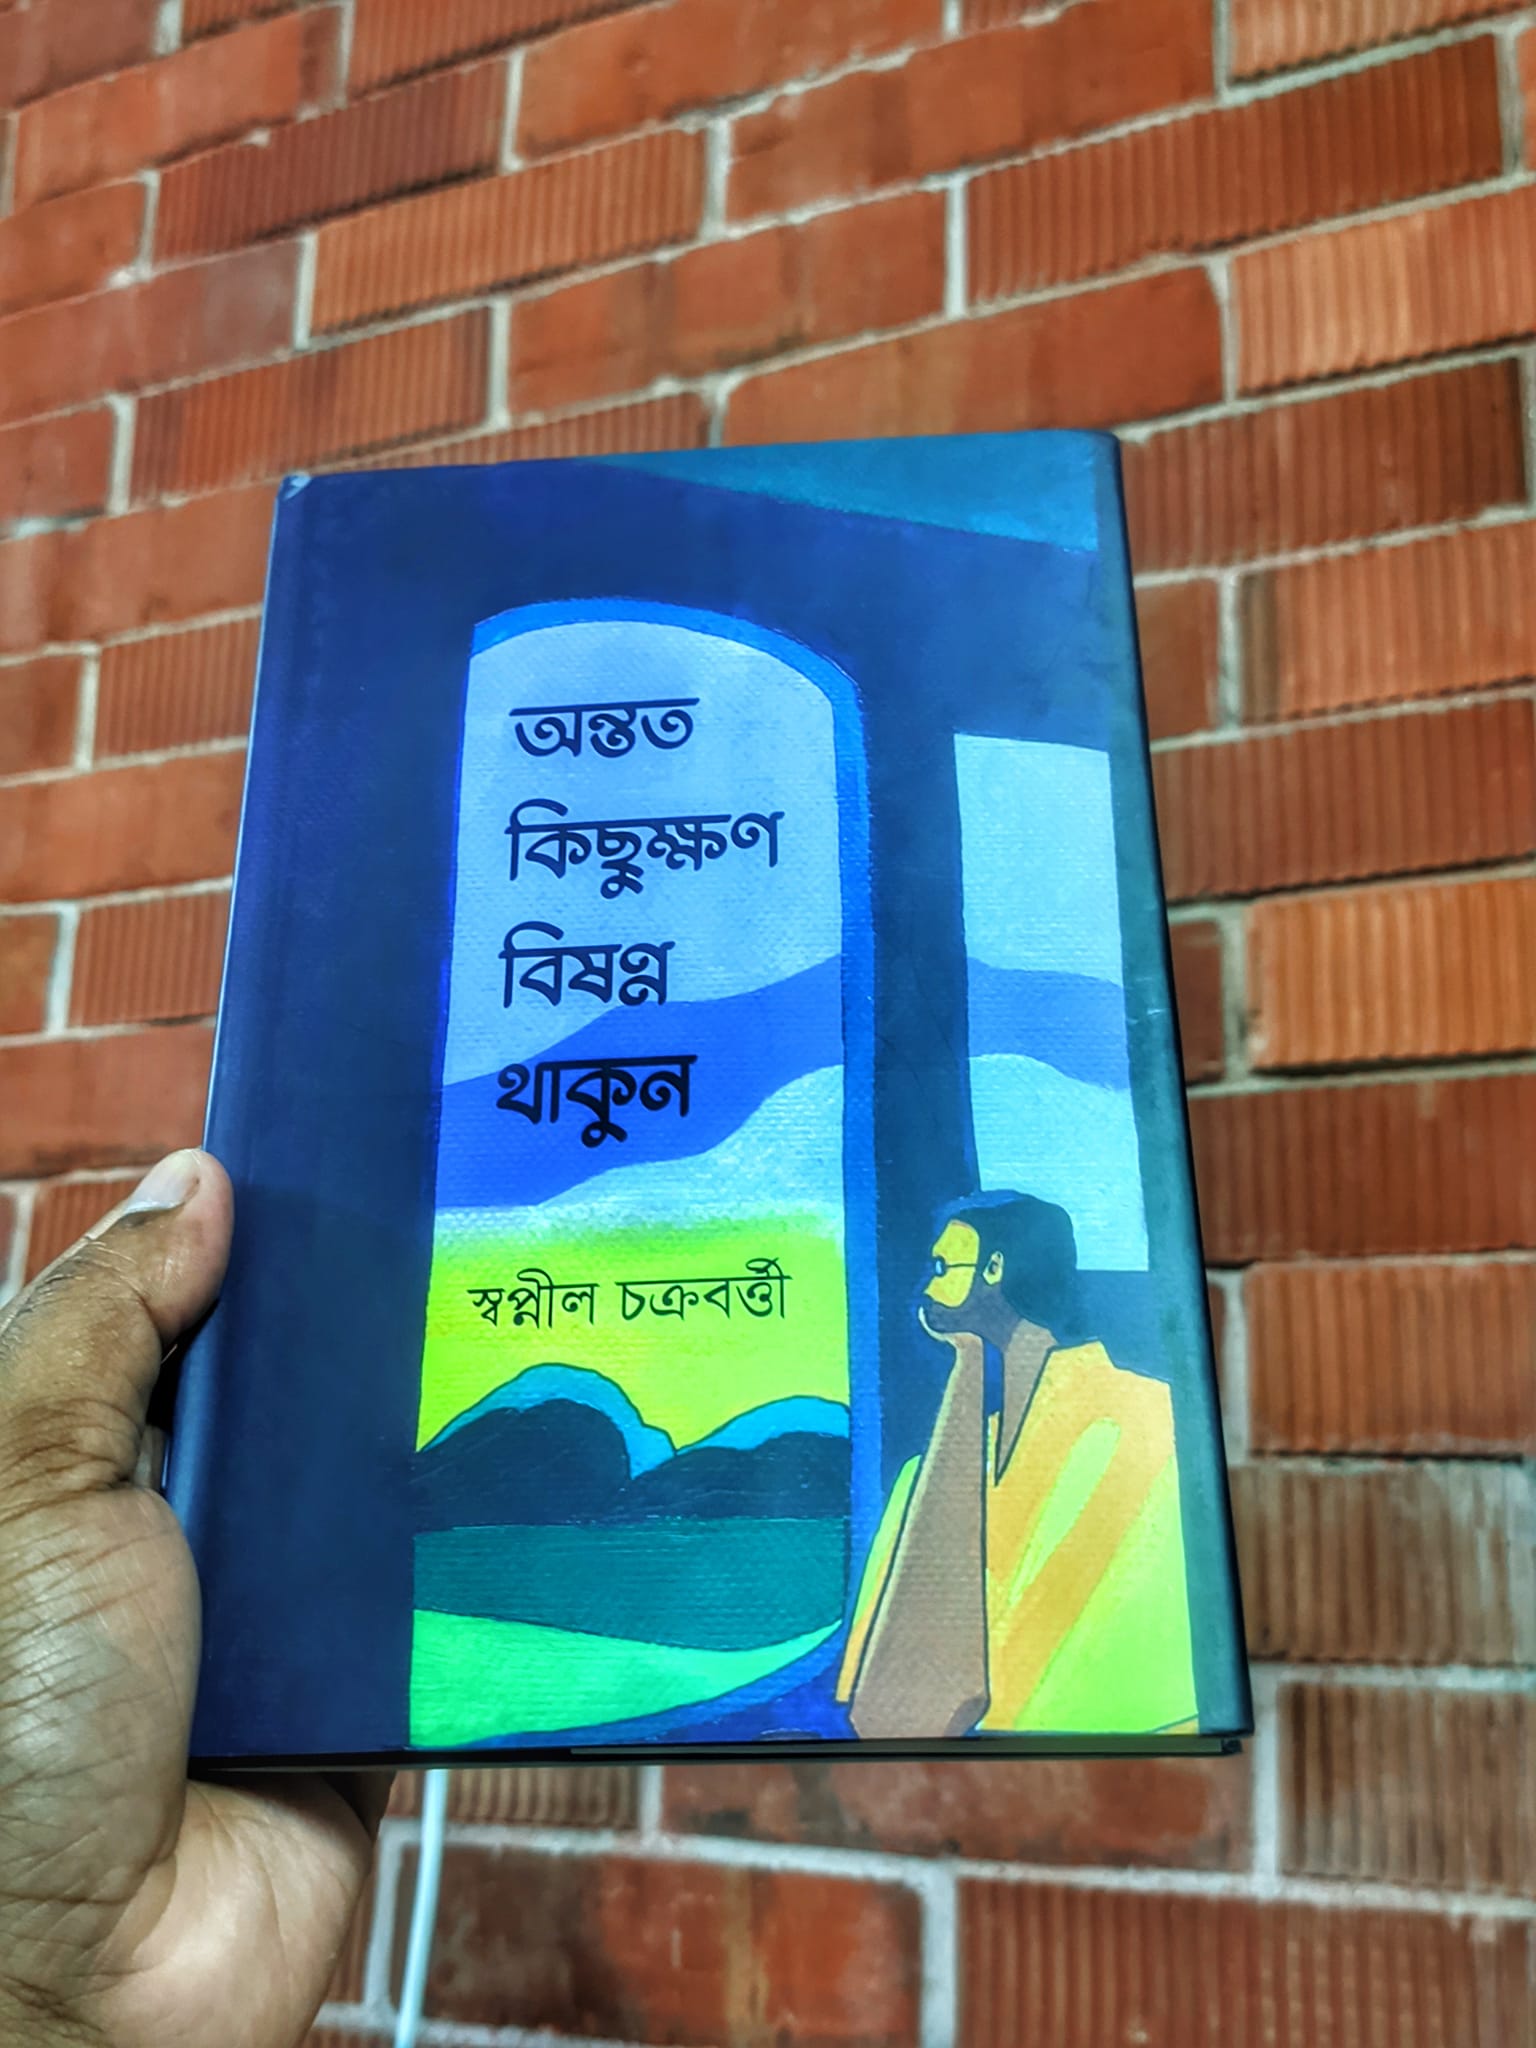 অন্তত
কিছুক্ষণ
বিষণ্ন
থাকুন
স্বপ্নীল চক্রবর্ত্তী